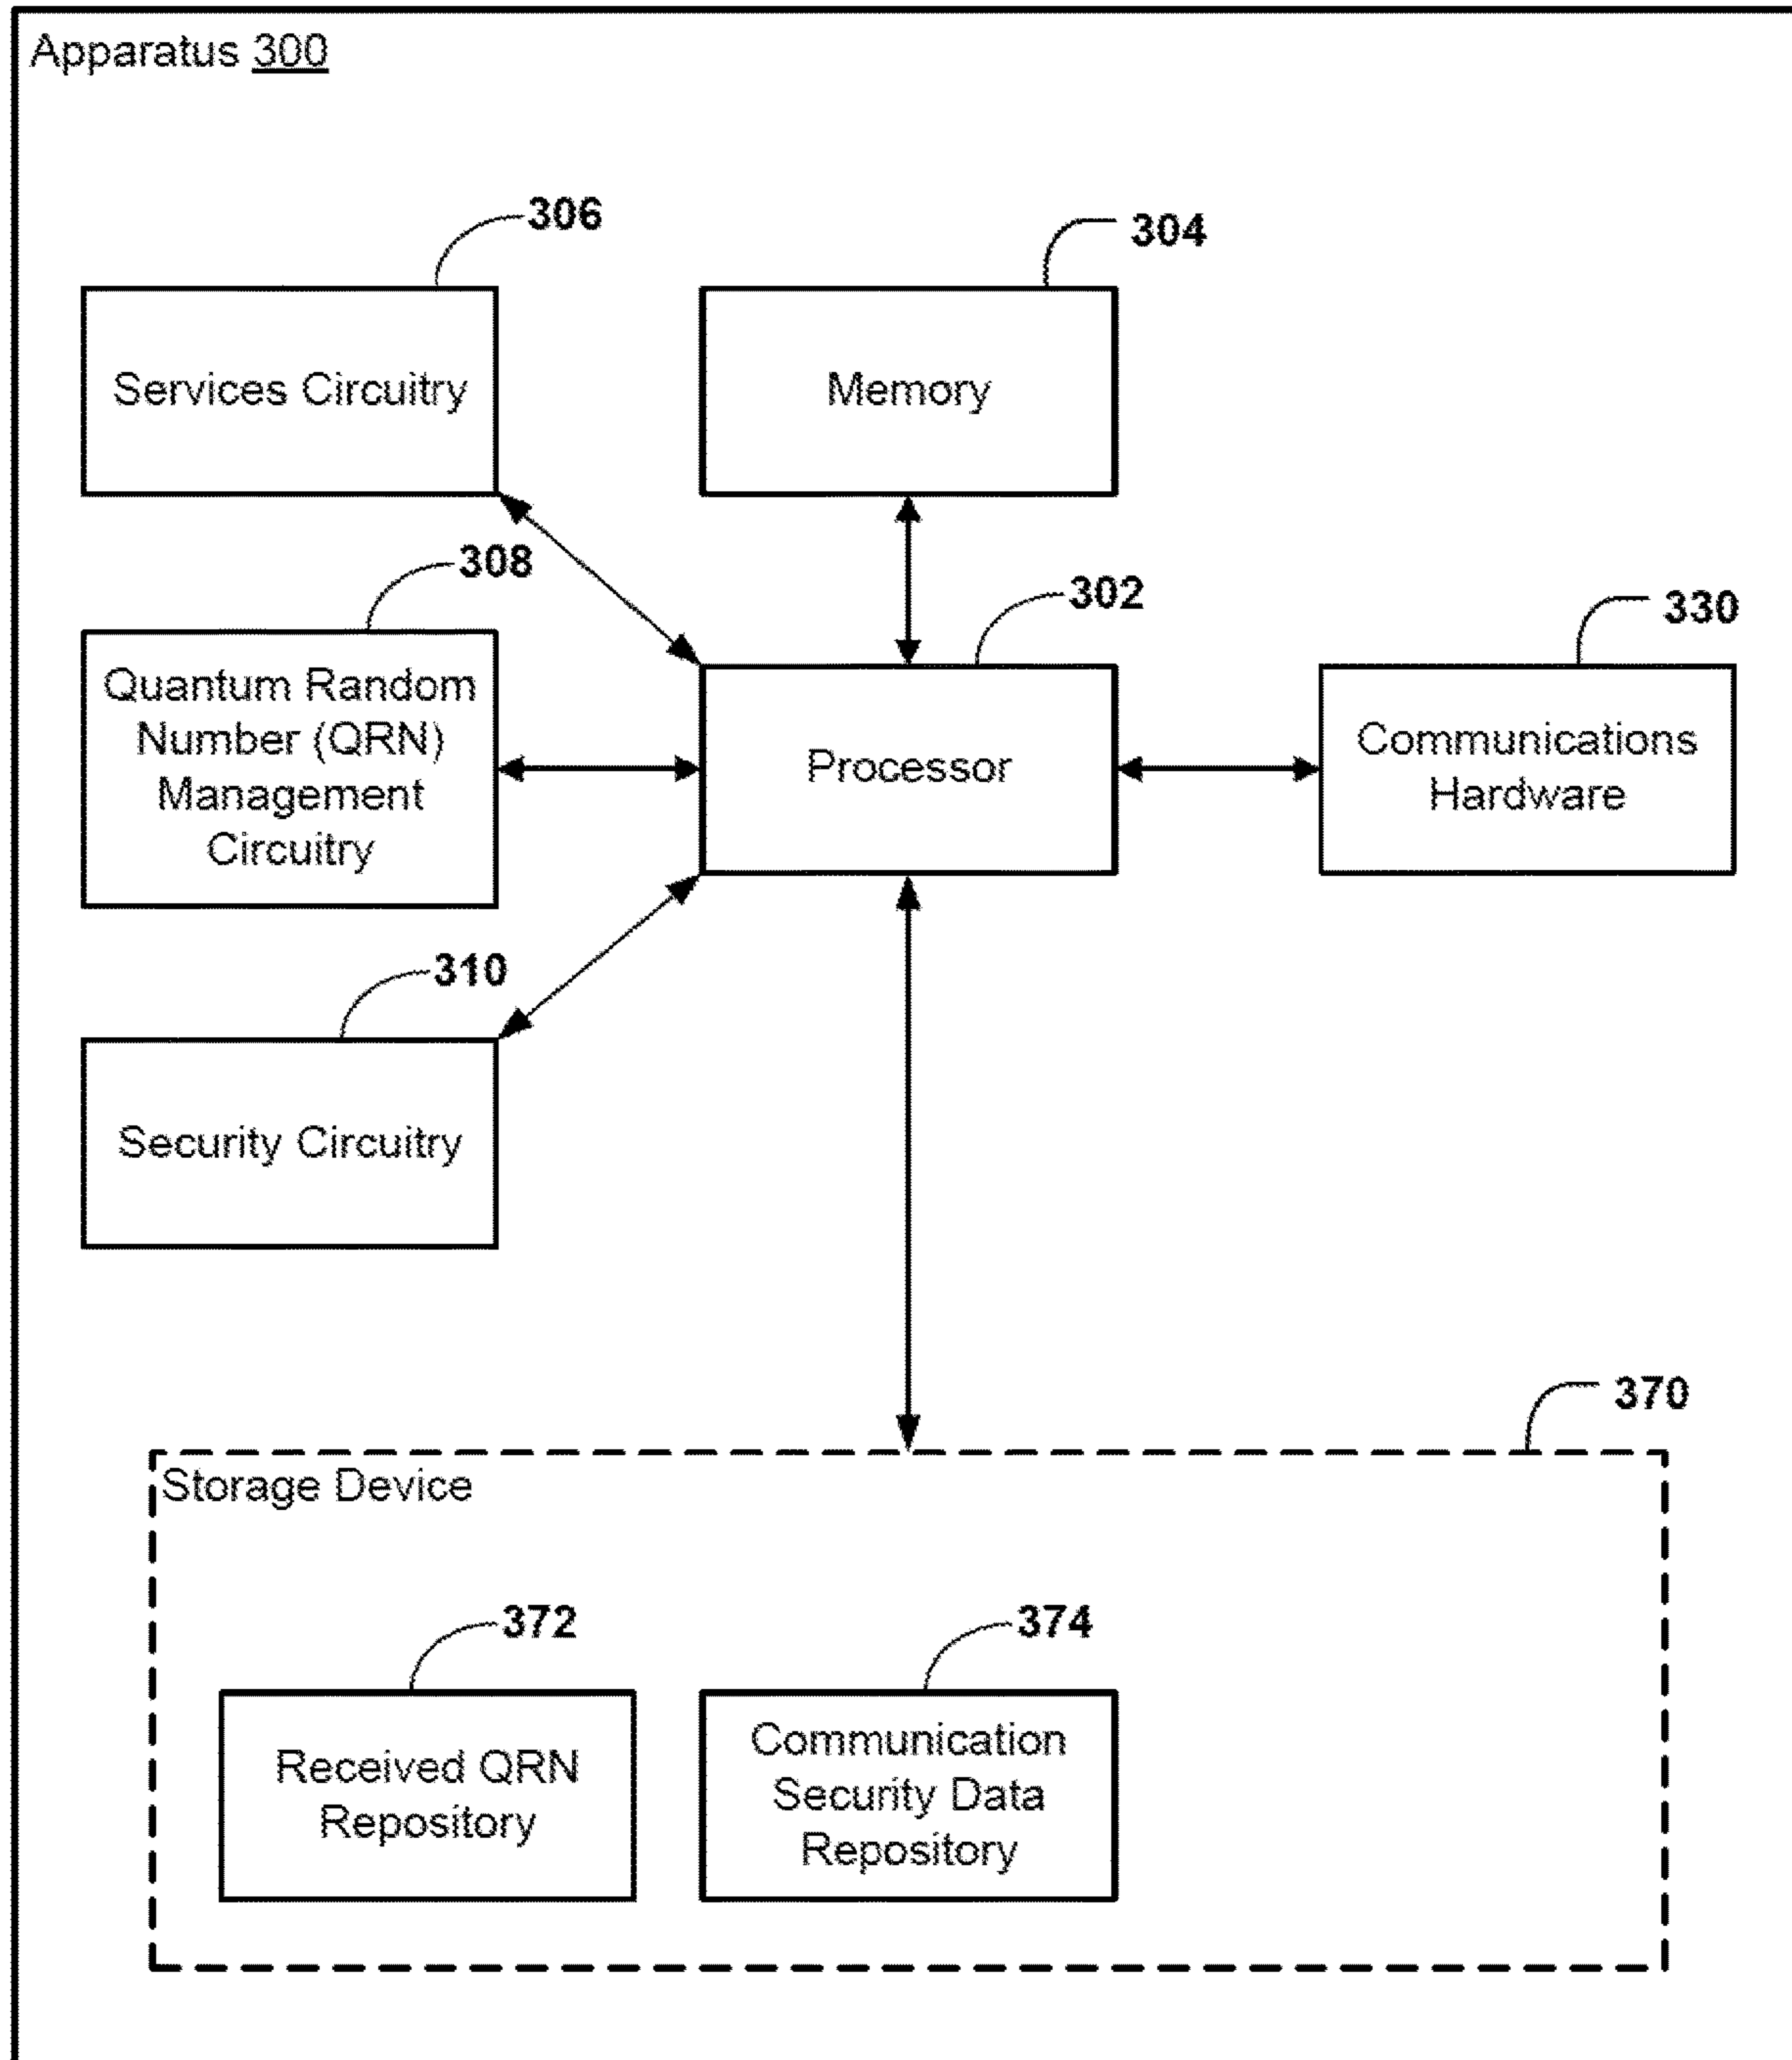 Apparatus 300
306
304
Services Circuitry
Memory
308
302
330
Quantum Random
Number (QRN)
Management
Circuitry
Processor
Communications
Hardware
310
Security Circuitry
370
Storage Device
372
374
Received QRN
Repository
Communication
Security Data
Repository